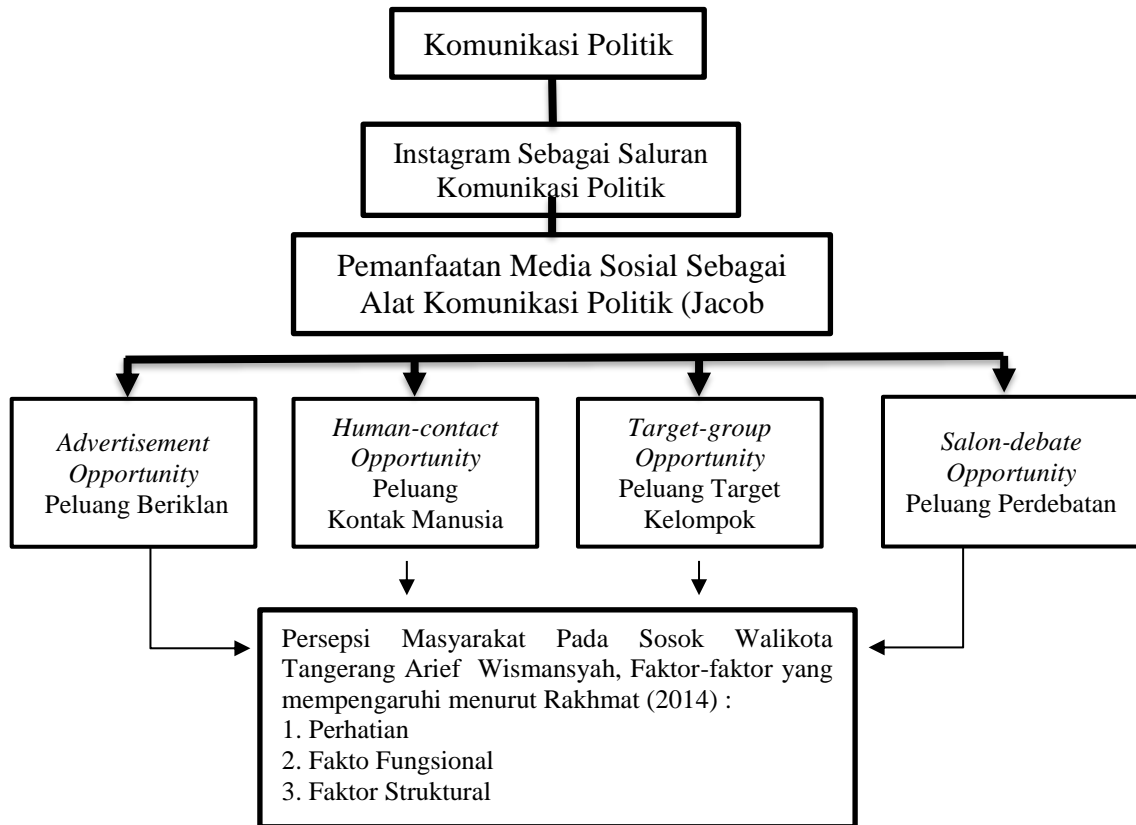 Komunikasi Politik
Instagram Sebagai Saluran
Komunikasi Politik
Pemanfaatan Media Sosial Sebagai
Alat Komunikasi Politik (Jacob
Advertisement
Opportunity
Peluang Beriklan
Human-contact
Opportunity
Peluang
Kontak Manusia
Target-group
Opportunity
Peluang Target
Kelompok
Salon-debate
Opportunity
Peluang Perdebatan
Persepsi Masyarakat Pada Sosok Walikota
Tangerang Arief Wismansyah, Faktor-faktor yang
mempengaruhi menurut Rakhmat (2014) :
1. Perhatian
2. Fakto Fungsional
3. Faktor Struktural